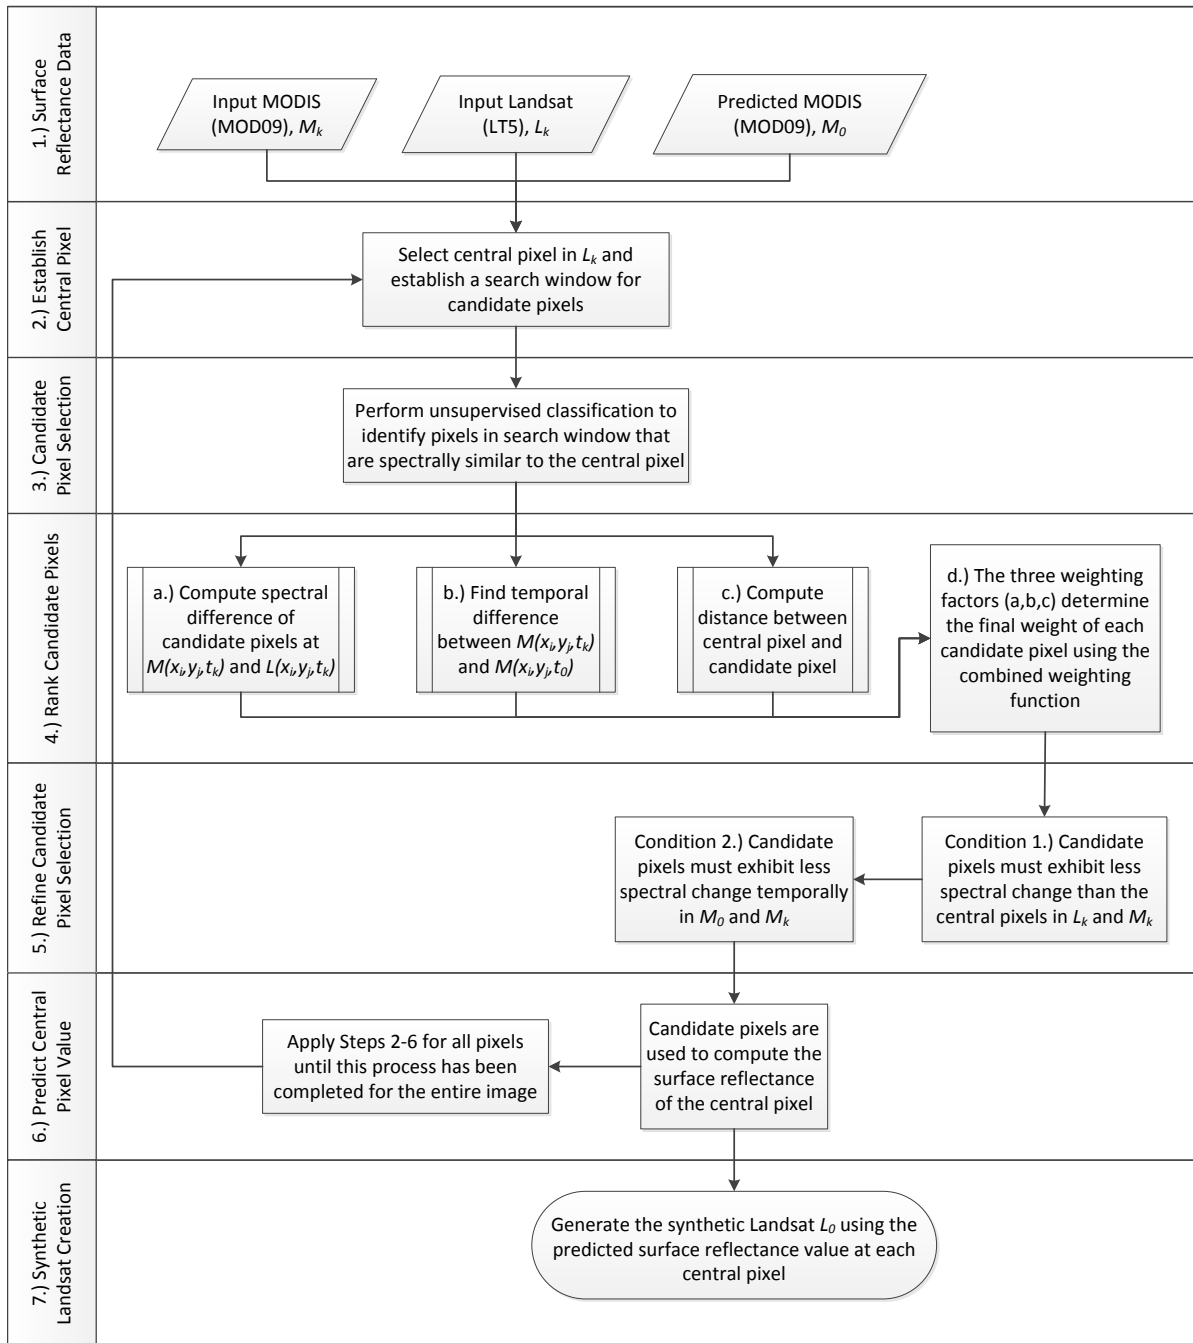 1.) Surface
Reflectance Data
Input MODIS
(MOD09), Mk
Input Landsat
(LT5), Lk
Predicted MODIS
(MOD09), M0
2.) Establish
Central Pixel
Select central pixel in Lk and
establish a search window for
candidate pixels
3.) Candidate
Pixel Selection
Perform unsupervised classification to
identify pixels in search window that
are spectrally similar to the central pixel
4.) Rank Candidate Pixels
a.) Compute spectral
difference of
candidate pixels at
M(xi,yj,tk) and L(xi,yj,tk)
b.) Find temporal
difference
between M(xi,yj,tk)
and M(xi,yj,t0)
c.) Compute
distance between
central pixel and
candidate pixel
d.) The three weighting
factors (a,b,c) determine
the final weight of each
candidate pixel using the
combined weighting
function
5.) Refine Candidate
Pixel Selection
Condition 2.) Candidate
pixels must exhibit less
spectral change temporally
in M0 and Mk
Condition 1.) Candidate
pixels must exhibit less
spectral change than the
central pixels in Lk and Mk
6.) Predict Central
Pixel Value
Apply Steps 2-6 for all pixels
until this process has been
completed for the entire image
Candidate pixels are
used to compute the
surface reflectance
of the central pixel
7.) Synthetic
Landsat Creation
Generate the synthetic Landsat L0 using the
predicted surface reflectance value at each
central pixel